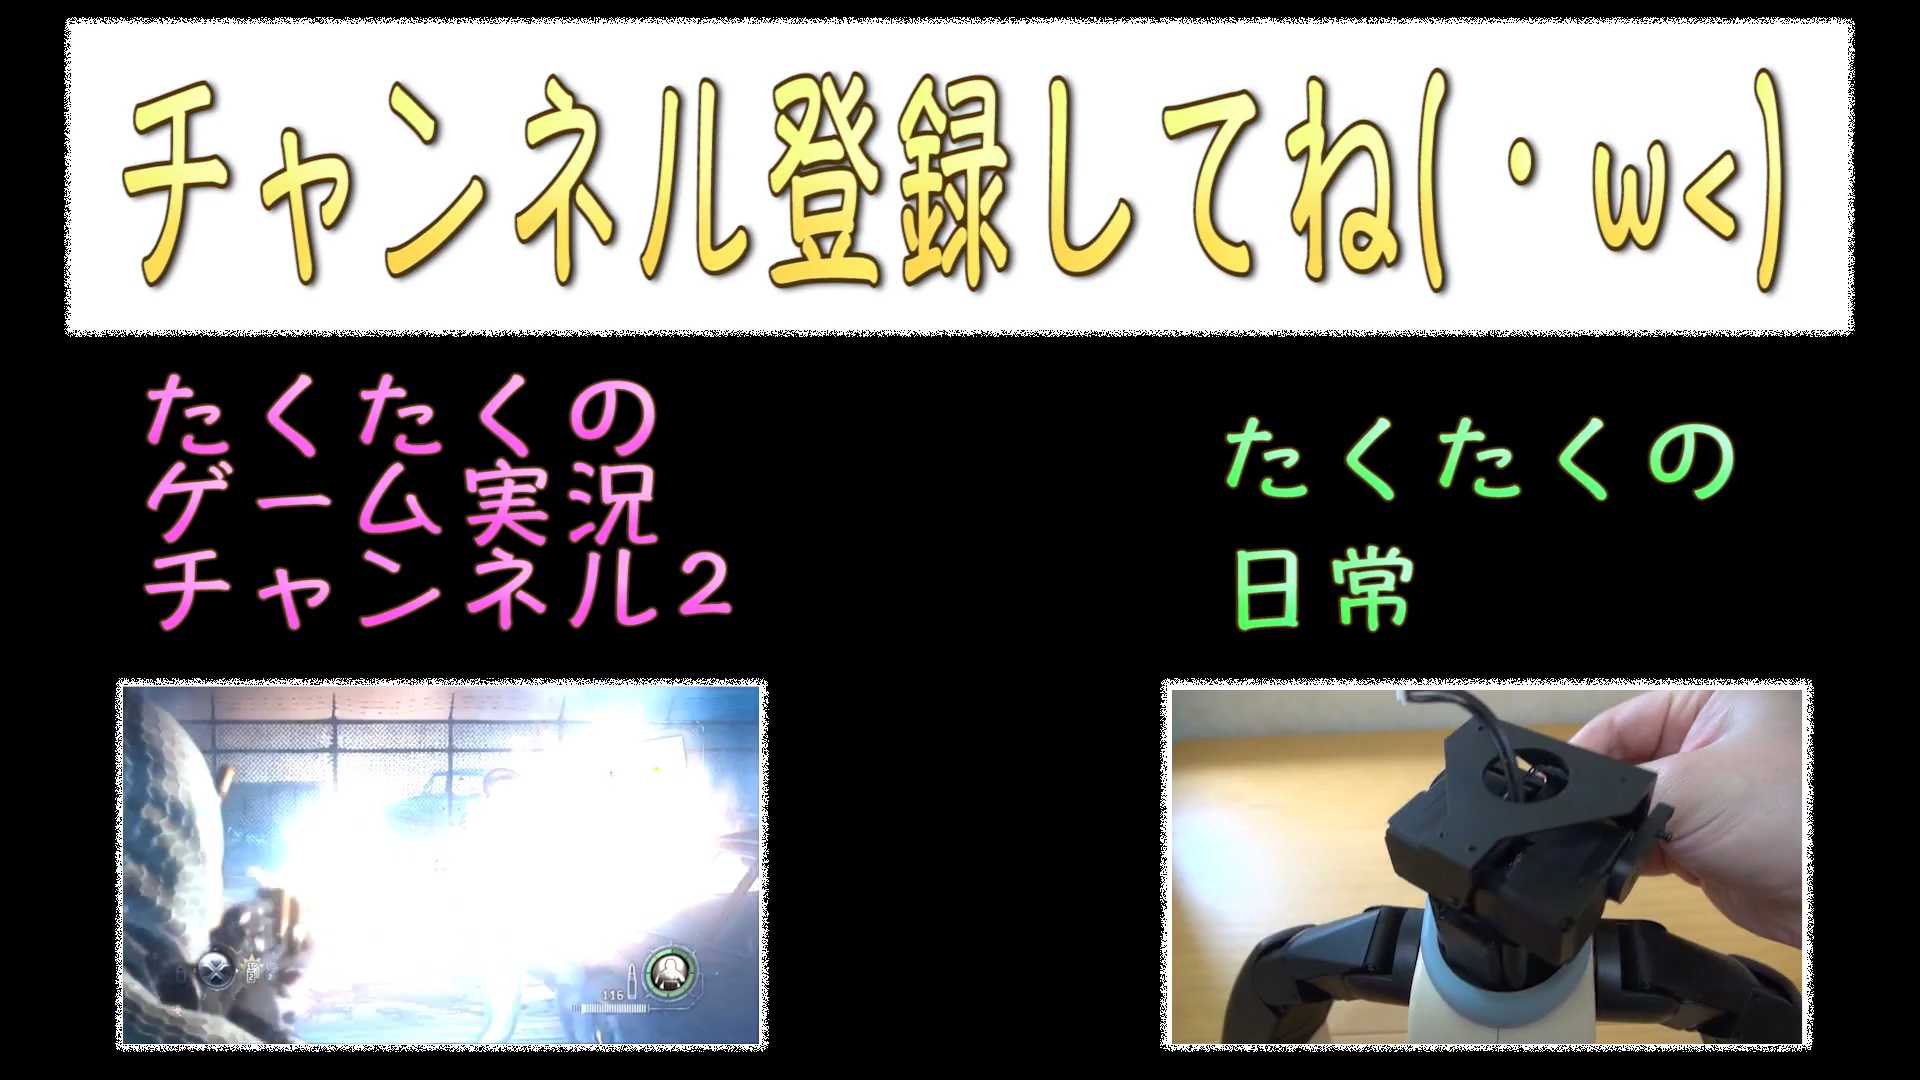 チャンネル登録してね(・ω<)
たくたくの
ゲーム実況
チャンネル2
たくたくの
日常
116